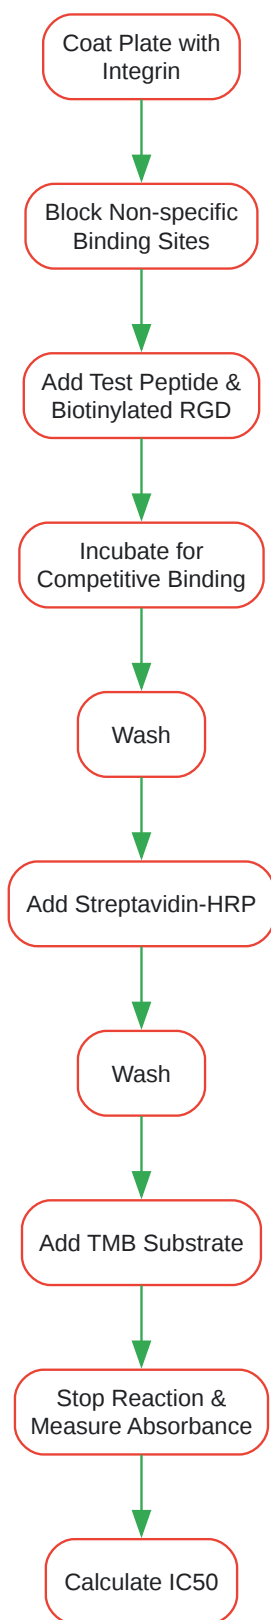 Coat Plate with
Integrin
Block Non-specific
Binding Sites
Add Test Peptide &
Biotinylated RGD
Incubate for
Competitive Binding
Wash
Add Streptavidin-HRP
Wash
Add TMB Substrate
Stop Reaction &
Measure Absorbance
Calculate IC50